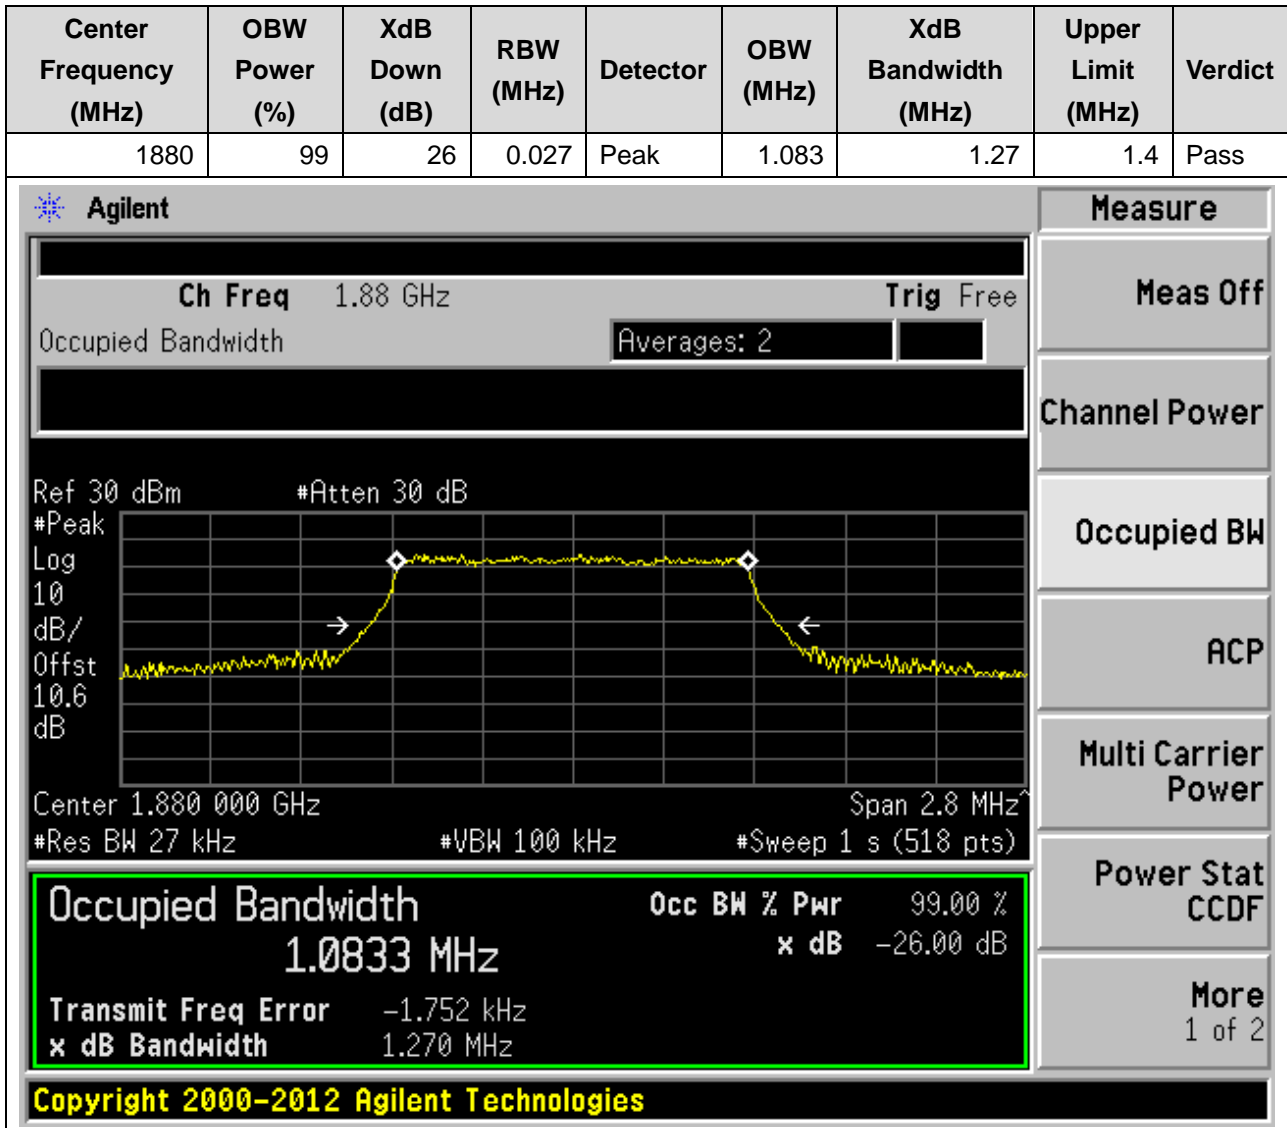 Center Frequency (MHz) OBW Power (%) XdB Down (dB) RBW (MHz) Detector OBW (MHz) XdB Bandwidth (MHz) Upper Limit (MHz) Verdict
1880 99 26 0.027 Peak 1.083 1.27 1.4 Pass
Agilent
Measure
Ch Freq 1.88 GHz Trig Free
Meas Off
Occupied Bandwidth Averages: 2
Channel Power
Ref 30 dBm #Atten 30 dB
#Peak
Log
10
dB/
Offst
10.6
dB
Occupied BW
ACP
Multi Carrier
Power
Center 1.880 000 GHz Span 2.8 MHz^
#Res BW 27 kHz #VBW 100 kHz #Sweep 1 s (518 pts)
Power Stat
CCDF
Occupied Bandwidth Occ BW % Pwr 99.00 %
1.0833 MHz x dB -26.00 dB
Transmit Freq Error -1.752 kHz
x dB Bandwidth 1.270 MHz
More
1 of 2
Copyright 2000-2012 Agilent Technologies